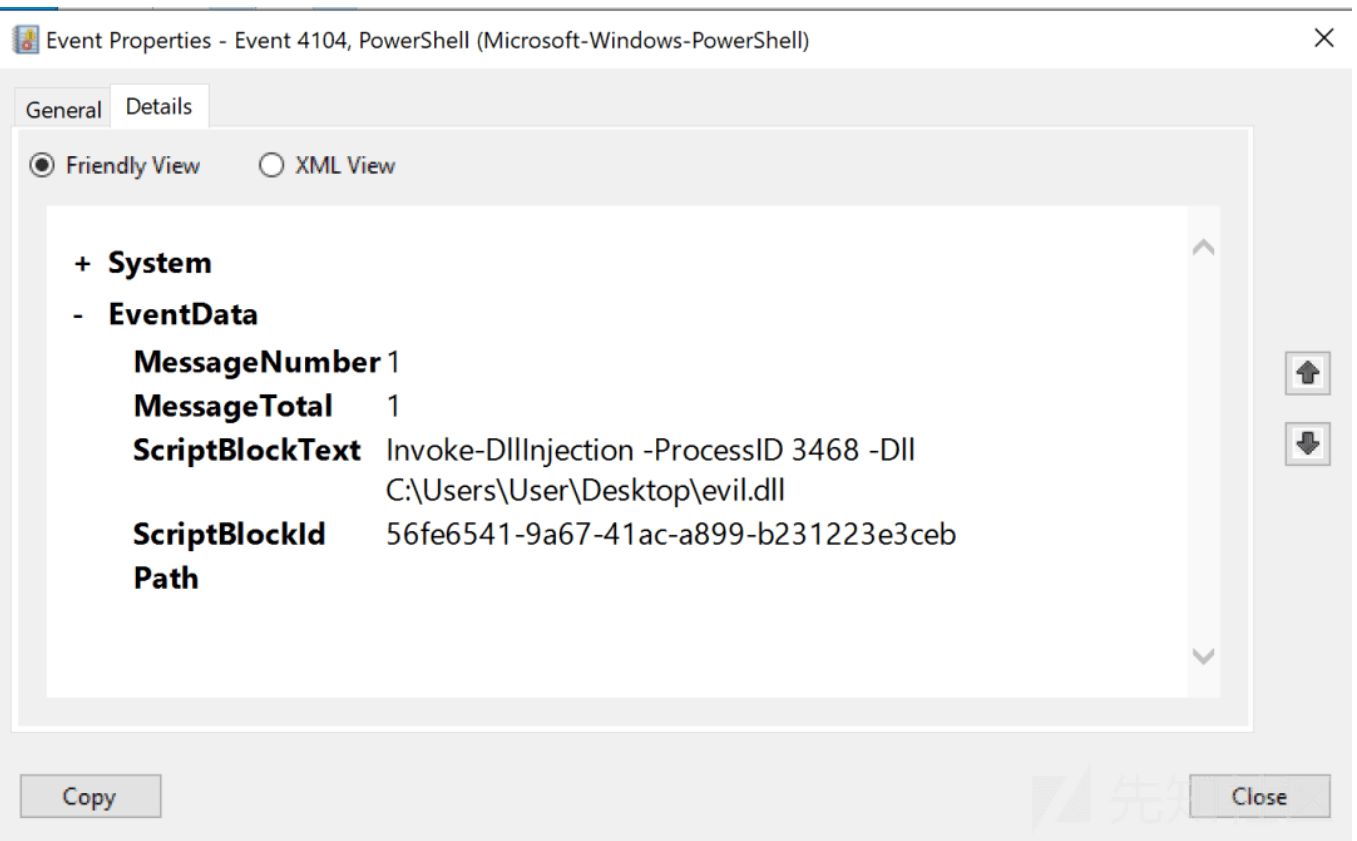 Event Properties - Event 4104, PowerShell (Microsoft-Windows-PowerShell)
General Details
Friendly View XML View
+ System
- EventData
MessageNumber 1
MessageTotal 1
ScriptBlockText Invoke-DllInjection -ProcessID 3468 -Dll
C:\Users\User\Desktop\evil.dll
ScriptBlockId 56fe6541-9a67-41ac-a899-b231223e3ceb
Path
Copy Close
先知